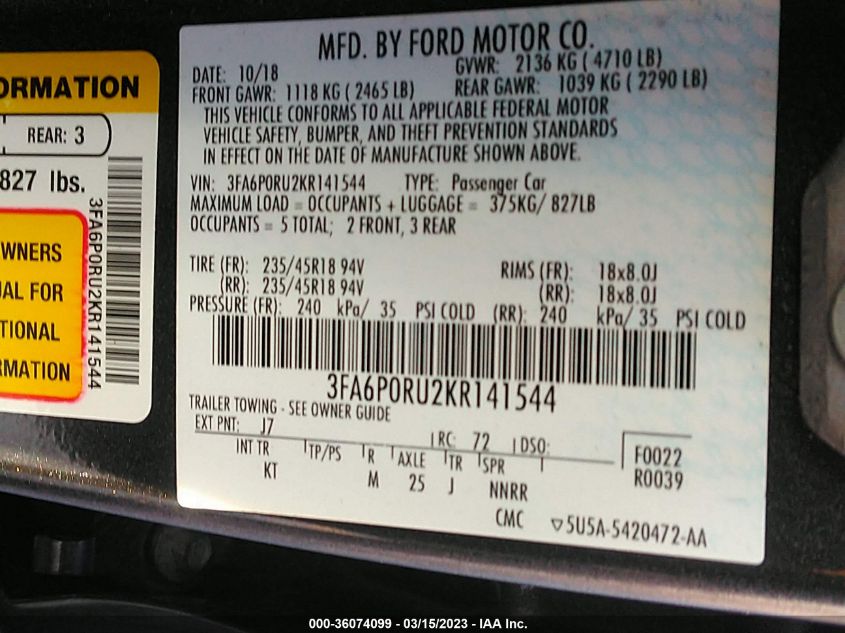 ORMATION
REAR: 3
827 lbs.
WNERS
AL FOR
TIONAL
RMATION
3FA6P0RU2KR141544
MFD. BY FORD MOTOR CO.
DATE: 10/18 GVWR: 2136 KG ( 4710 LB)
FRONT GAWR: 1118 KG ( 2465 LB) REAR GAWR: 1039 KG ( 2290 LB)
THIS VEHICLE CONFORMS TO ALL APPLICABLE FEDERAL MOTOR
VEHICLE SAFETY, BUMPER, AND THEFT PREVENTION STANDARDS
IN EFFECT ON THE DATE OF MANUFACTURE SHOWN ABOVE.
VIN: 3FA6P0RU2KR141544 TYPE: Passenger Car
MAXIMUM LOAD = OCCUPANTS + LUGGAGE = 375KG/ 827LB
OCCUPANTS = 5 TOTAL; 2 FRONT, 3 REAR
TIRE (FR): 235/45R18 94V RIMS (FR): 18x8.0J
(RR): 235/45R18 94V (RR): 18x8.0J
PRESSURE (FR): 240 kPa/ 35 PSI COLD (RR): 240 kPa/ 35 PSI COLD
3FA6P0RU2KR141544
TRAILER TOWING - SEE OWNER GUIDE
EXT PNT: J7 RC: 72 DSO:
INT TR TP/PS R AXLE TR SPR
KT M 25 J NNRR
F0022
R0039
CMC ▽5U5A-5420472-AA
000-36074099 - 03/15/2023 - IAA Inc.